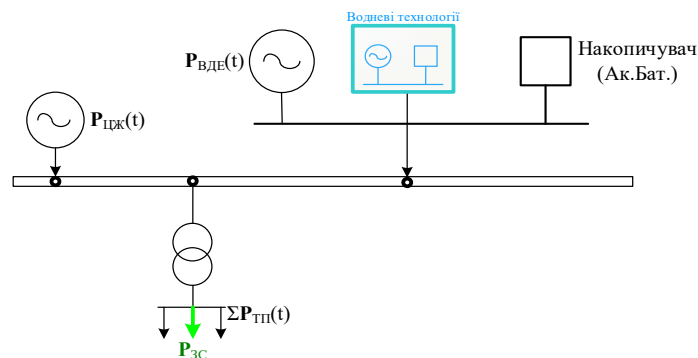 Водневі технології
P_ВДЕ(t)
Накопичувач
(Ак.Бат.)
P_ЦЖ(t)
ΣP_ТП(t)
P_ЗС